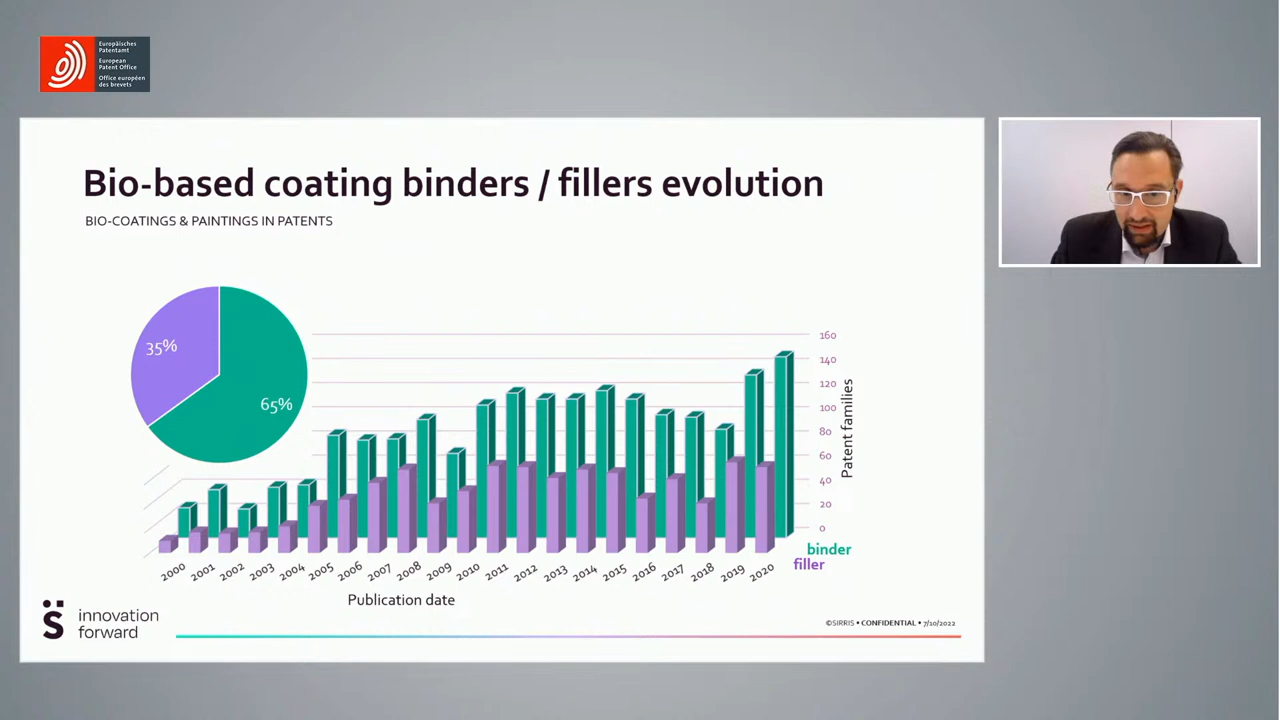 Europäisches
Patentamt
European
Patent Office
Office européen
des brevets
Bio-based coating binders / fillers evolution
BIO-COATINGS & PAINTINGS IN PATENTS
35%
65%
160
140
120
100
80
60
40
20
0
Patent families
binder
filler
2000 2001 2002 2003 2004 2005 2006 2007 2008 2009 2010 2011 2012 2013 2014 2015 2016 2017 2018 2019 2020
Publication date
innovation
forward
©SIRRIS • CONFIDENTIAL • 7/10/2022